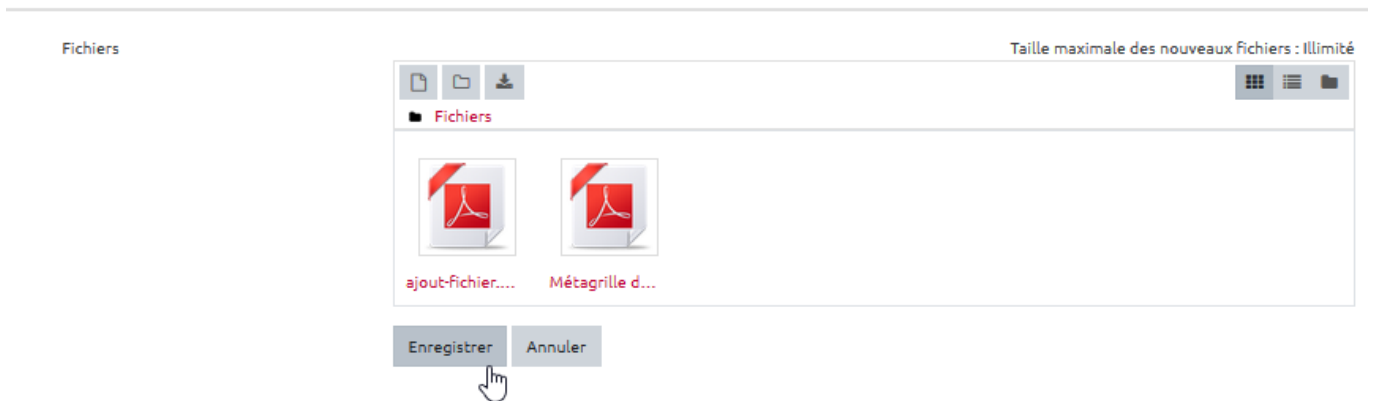 Fichiers
Taille maximale des nouveaux fichiers : Illimité
Fichiers
ajout-fichier....
Métagrille d...
Enregistrer
Annuler